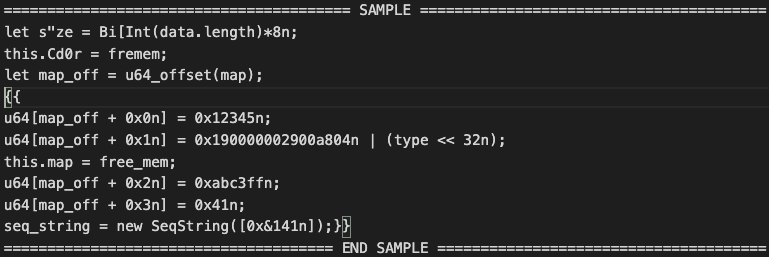 ======================================== SAMPLE ========================================
let s"ze = Bi[Int(data.length)*8n;
this.Cd0r = fremem;
let map_off = u64_offset(map);
{{
u64[map_off + 0x0n] = 0x12345n;
u64[map_off + 0x1n] = 0x190000002900a804n | (type << 32n);
this.map = free_mem;
u64[map_off + 0x2n] = 0xabc3ffn;
u64[map_off + 0x3n] = 0x41n;
seq_string = new SeqString([0x&141n]);}}
====================================== END SAMPLE ======================================